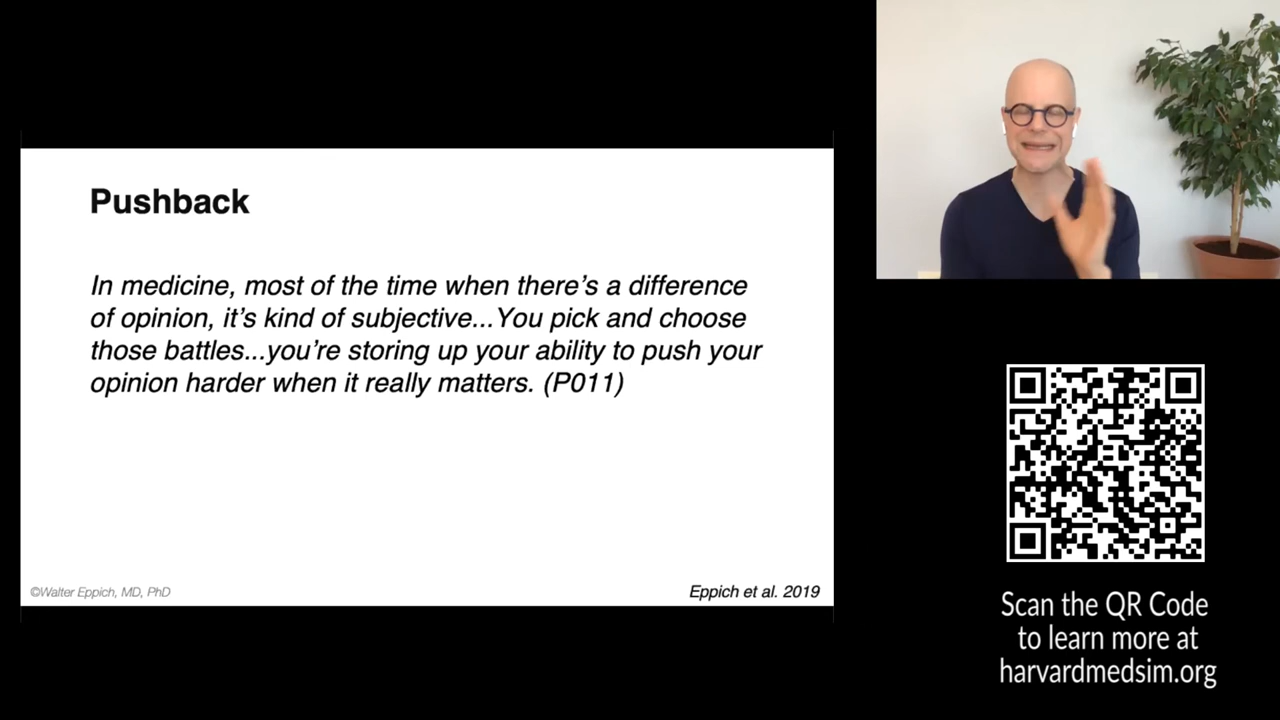 Pushback
In medicine, most of the time when there's a difference
of opinion, it's kind of subjective...You pick and choose
those battles...you're storing up your ability to push your
opinion harder when it really matters. (P011)
©Walter Eppich, MD, PhD
Eppich et al. 2019
Scan the QR Code
to learn more at
harvardmedsim.org